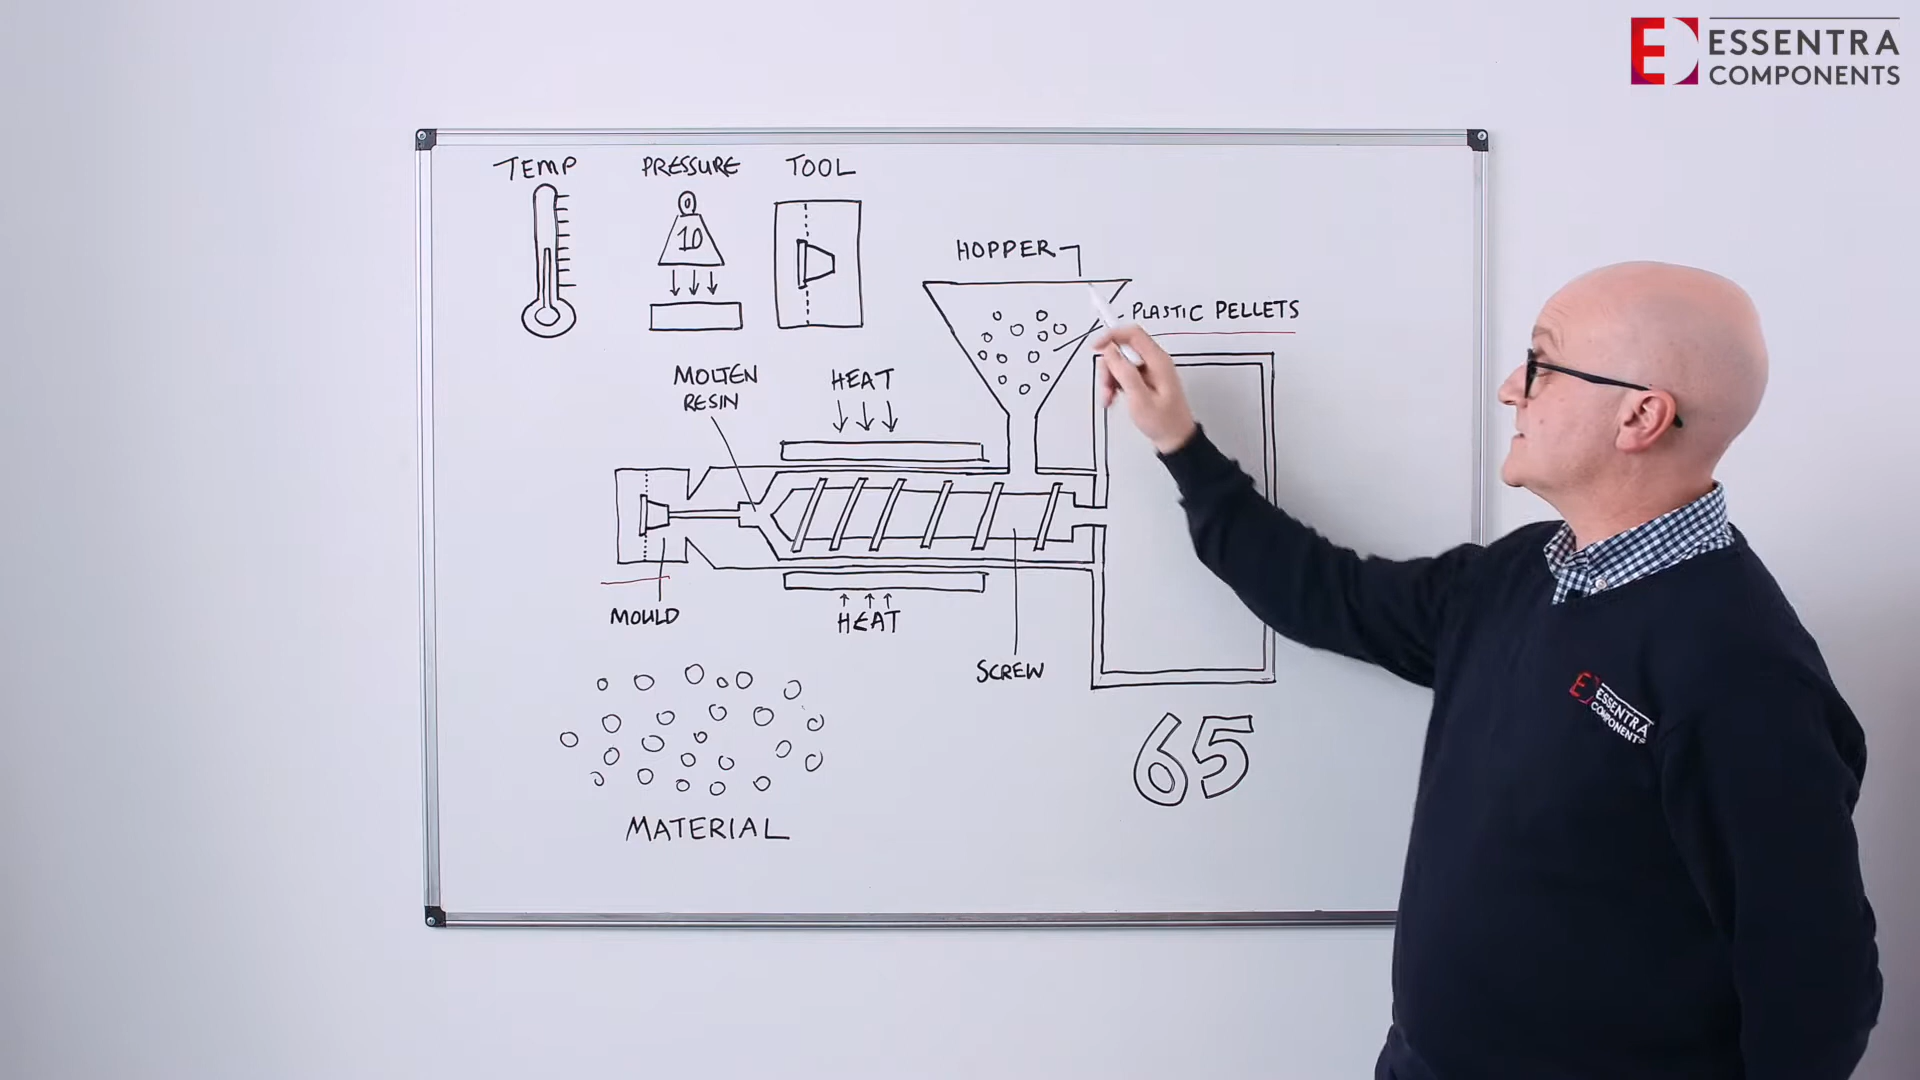 ESSENTRA
COMPONENTS
TEMP
PRESSURE
TOOL
10
HOPPER
PLASTIC PELLETS
MOLTEN
RESIN
HEAT
MOULD
HEAT
SCREW
65
MATERIAL
ESSENTRA
COMPONENTS